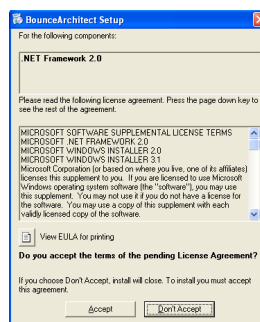 BounceArchitect Setup
For the following components:
.NET Framework 2.0
Please read the following license agreement. Press the page down key to
see the rest of the agreement.
MICROSOFT SOFTWARE SUPPLEMENTAL LICENSE TERMS
MICROSOFT .NET FRAMEWORK 2.0
MICROSOFT WINDOWS INSTALLER 2.0
MICROSOFT WINDOWS INSTALLER 3.1
Microsoft Corporation (or based on where you live, one of its affiliates)
licenses this supplement to you. If you are licensed to use Microsoft
Windows operating system software (the "software"), you may use
this supplement. You may not use it if you do not have a license for
the software. You may use a copy of this supplement with each
validly licensed copy of the software.
View EULA for printing
Do you accept the terms of the pending License Agreement?
If you choose Don't Accept, install will close. To install you must accept
this agreement.
Accept
Don't Accept